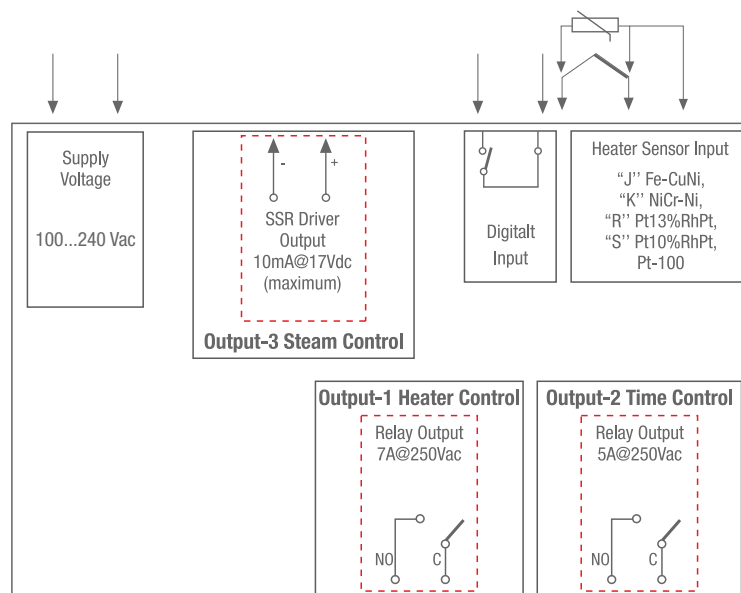 Supply
Voltage
100...240 Vac
-
+
SSR Driver
Output
10mA@17Vdc
(maximum)
Output-3 Steam Control
Digitalt
Input
Heater Sensor Input
“J’’ Fe-CuNi,
“K’’ NiCr-Ni,
“R’’ Pt13%RhPt,
“S’’ Pt10%RhPt,
Pt-100
Output-1 Heater Control
Relay Output
7A@250Vac
NO
C
Output-2 Time Control
Relay Output
5A@250Vac
NO
C